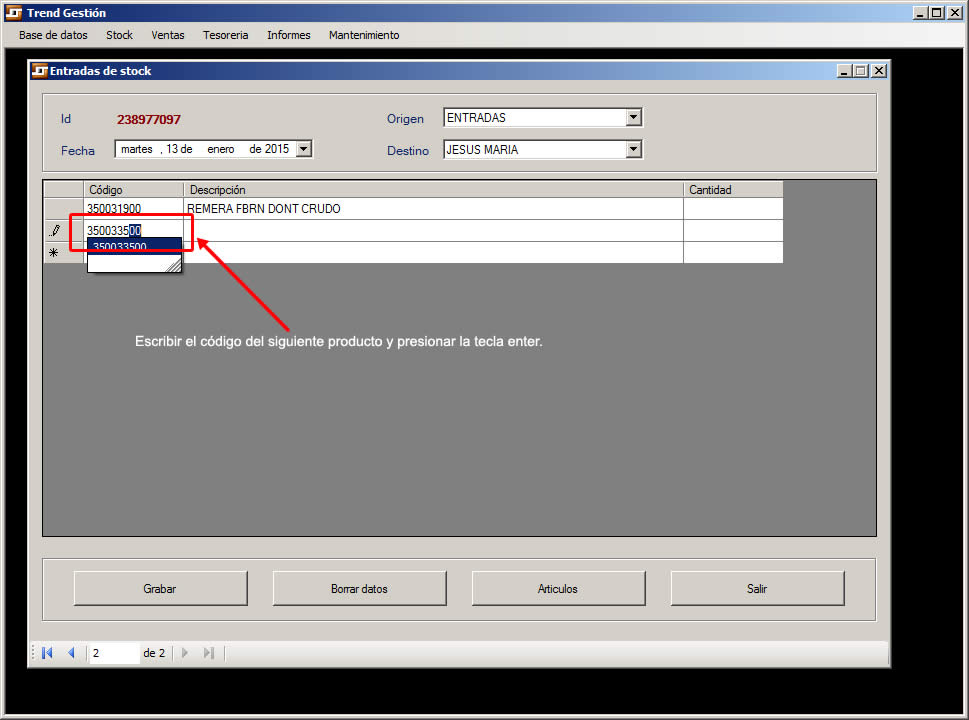 Trend Gestión
Base de datos Stock Ventas Tesoreria Informes Mantenimiento
Entradas de stock
Id 238977097 Origen ENTRADAS
Fecha martes , 13 de enero de 2015 Destino JESUS MARIA
Código Descripción Cantidad
350031900 REMERA FBRN DONT CRUDO
350033500
350033500
Escribir el código del siguiente producto y presionar la tecla enter.
Grabar Borrar datos Articulos Salir
2 de 2